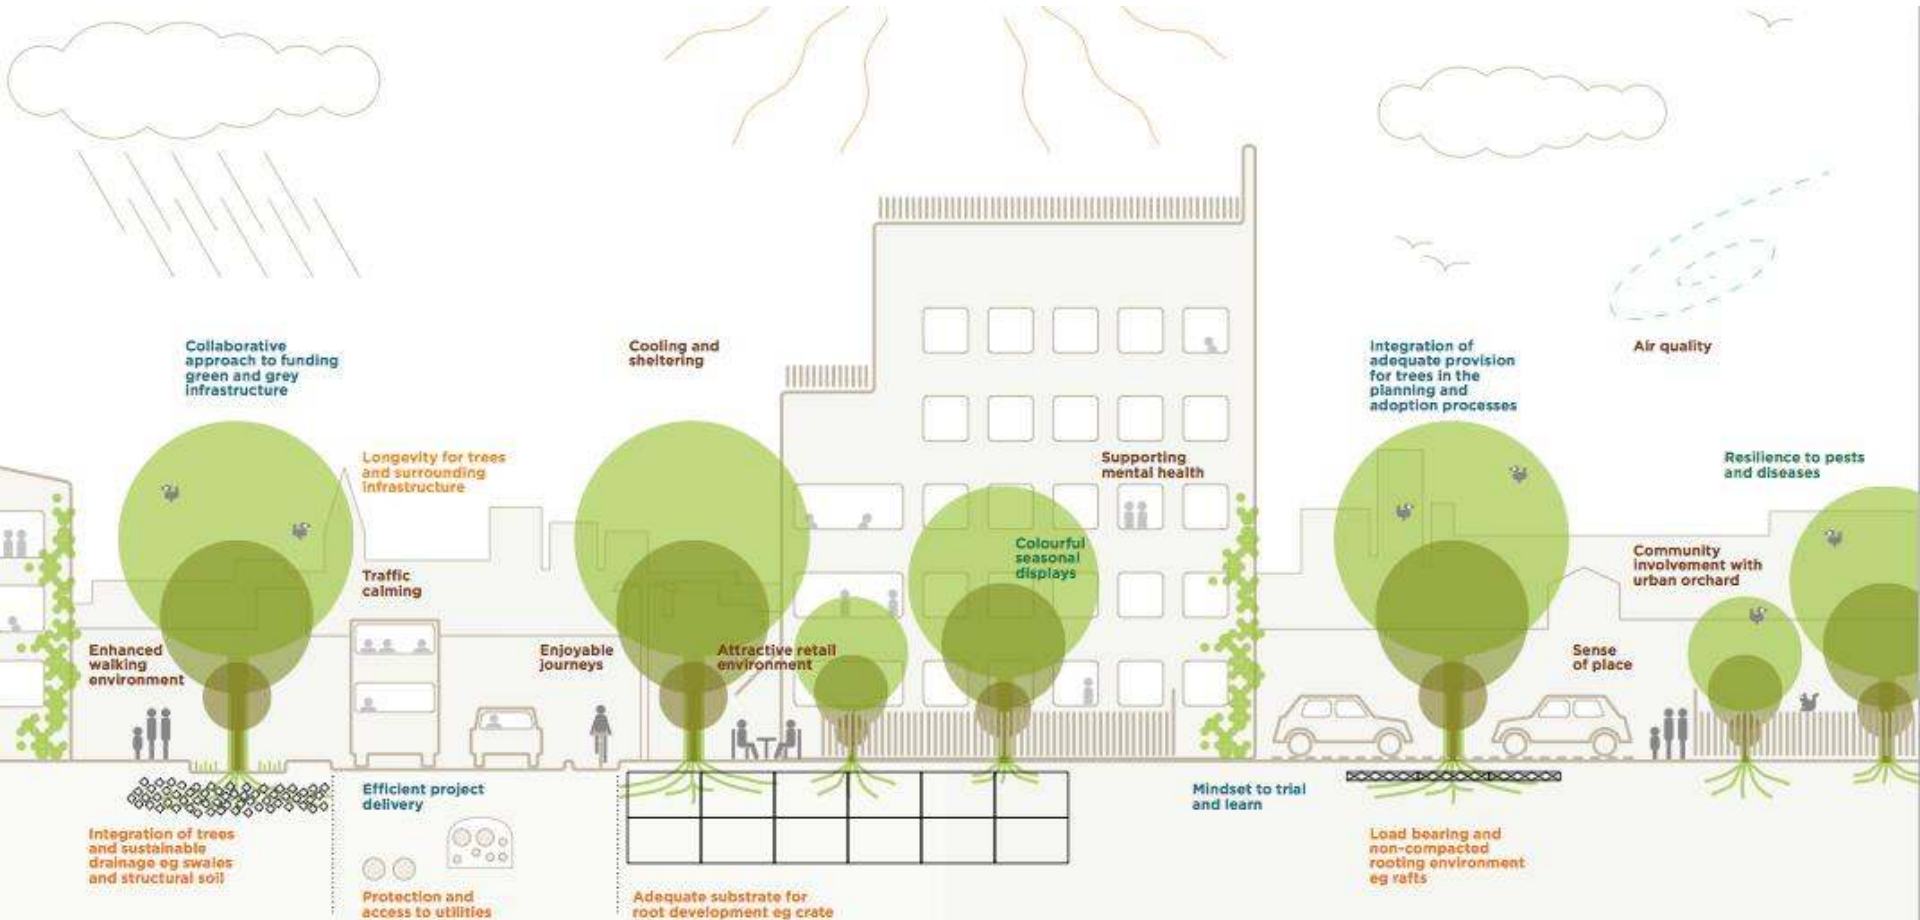 Collaborative
approach to funding
green and grey
infrastructure
Cooling and
sheltering
Integration of
adequate provision
for trees in the
planning and
adoption processes
Air quality
Longevity for trees
and surrounding
infrastructure
Supporting
mental health
Resilience to pests
and diseases
Colourful
seasonal
displays
Community
involvement with
urban orchard
Traffic
calming
Enhanced
walking
environment
Enjoyable
journeys
Attractive retail
environment
Sense
of place
Efficient project
delivery
Mindset to trial
and learn
Integration of trees
and sustainable
drainage eg swales
and structural soil
Load bearing and
non-compacted
rooting environment
eg rafts
Protection and
access to utilities
Adequate substrate for
root development eg crate